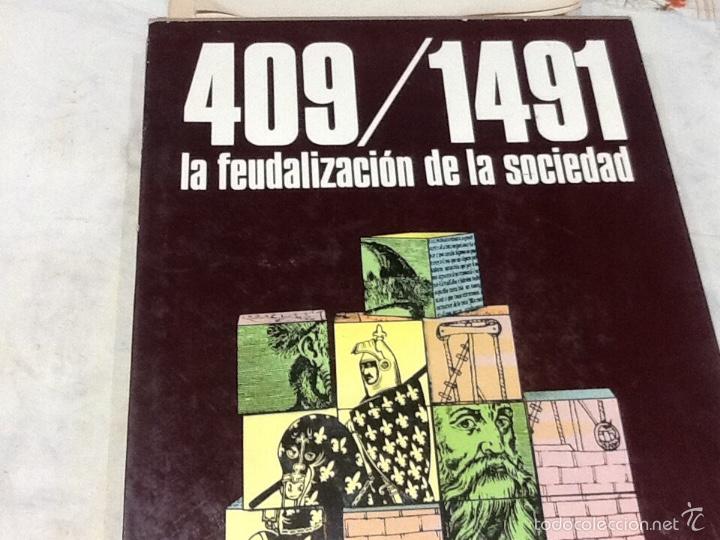 409/1491
la feudalización de la sociedad
todocoleccion.net